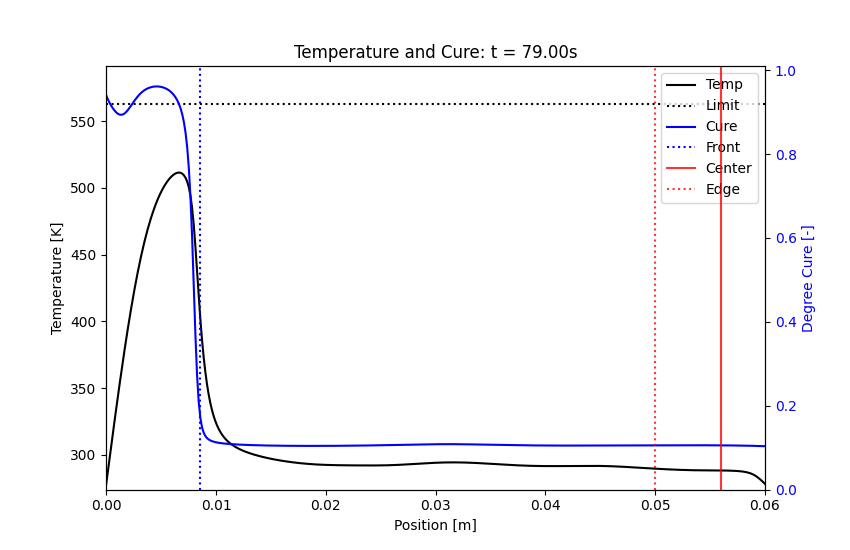 Temperature and Cure: t = 79.00s
Temp
Limit
Cure
Front
Center
Edge
Temperature [K]
550
500
450
400
350
300
Degree Cure [-]
1.0
0.8
0.6
0.4
0.2
0.0
0.00 0.01 0.02 0.03 0.04 0.05 0.06
Position [m]